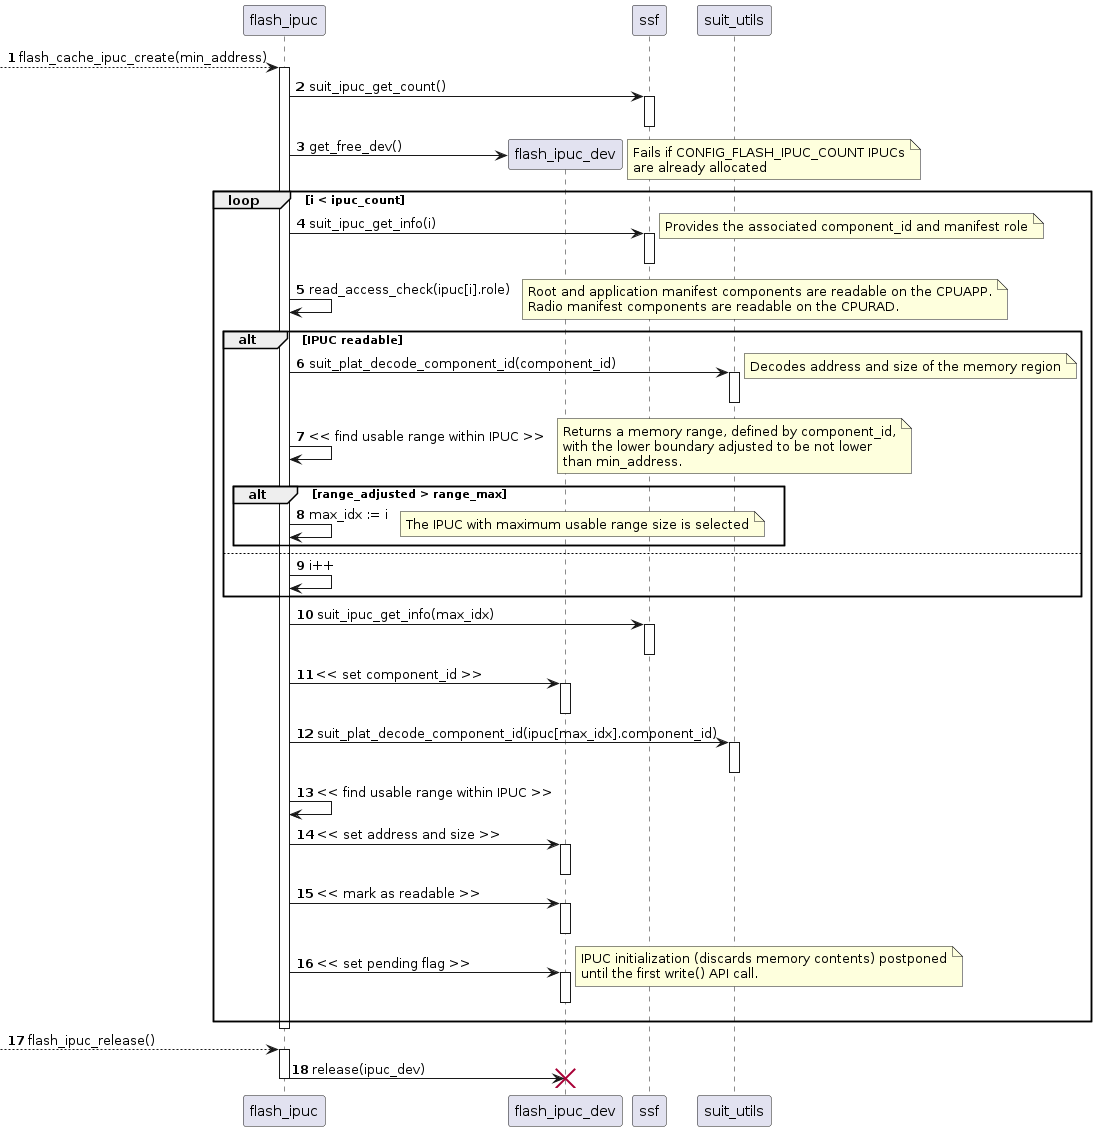 flash_ipuc
ssf
suit_utils
1 flash_cache_ipuc_create(min_address)
2 suit_ipuc_get_count()
3 get_free_dev()
flash_ipuc_dev
Fails if CONFIG_FLASH_IPUC_COUNT IPUCs
are already allocated
loop [i < ipuc_count]
4 suit_ipuc_get_info(i)
Provides the associated component_id and manifest role
5 read_access_check(ipuc[i].role)
Root and application manifest components are readable on the CPUAPP.
Radio manifest components are readable on the CPURAD.
alt [IPUC readable]
6 suit_plat_decode_component_id(component_id)
Decodes address and size of the memory region
7 << find usable range within IPUC >>
Returns a memory range, defined by component_id,
with the lower boundary adjusted to be not lower
than min_address.
alt [range_adjusted > range_max]
8 max_idx := i
The IPUC with maximum usable range size is selected
9 i++
10 suit_ipuc_get_info(max_idx)
11 << set component_id >>
12 suit_plat_decode_component_id(ipuc[max_idx].component_id)
13 << find usable range within IPUC >>
14 << set address and size >>
15 << mark as readable >>
16 << set pending flag >>
IPUC initialization (discards memory contents) postponed
until the first write() API call.
17 flash_ipuc_release()
18 release(ipuc_dev)
flash_ipuc
flash_ipuc_dev
ssf
suit_utils